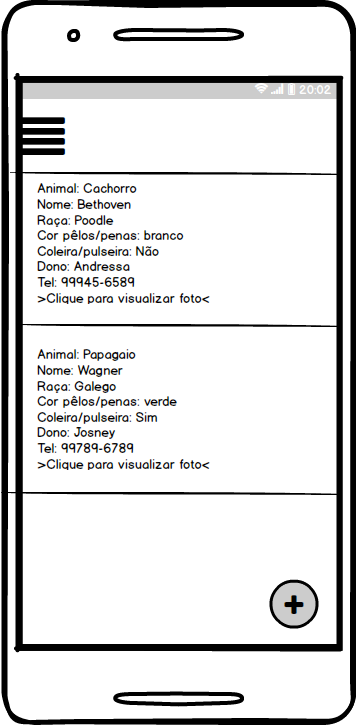 20:02
Animal: Cachorro
Nome: Bethoven
Raça: Poodle
Cor pêlos/penas: branco
Coleira/pulseira: Não
Dono: Andressa
Tel: 99945-6589
>Clique para visualizar foto<
Animal: Papagaio
Nome: Wagner
Raça: Galego
Cor pêlos/penas: verde
Coleira/pulseira: Sim
Dono: Josney
Tel: 99789-6789
>Clique para visualizar foto<
+